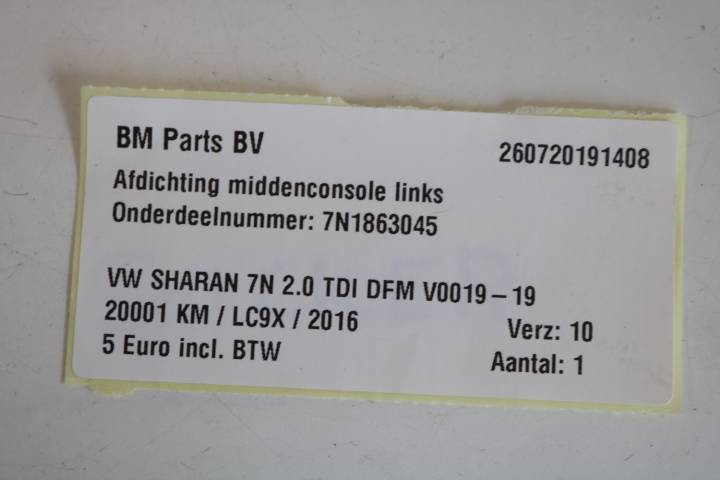 BM Parts BV 260720191408
Afdichting middenconsole links
Onderdeelnummer: 7N1863045
VW SHARAN 7N 2.0 TDI DFM V0019 – 19
20001 KM / LC9X / 2016 Verz: 10
5 Euro incl. BTW Aantal: 1